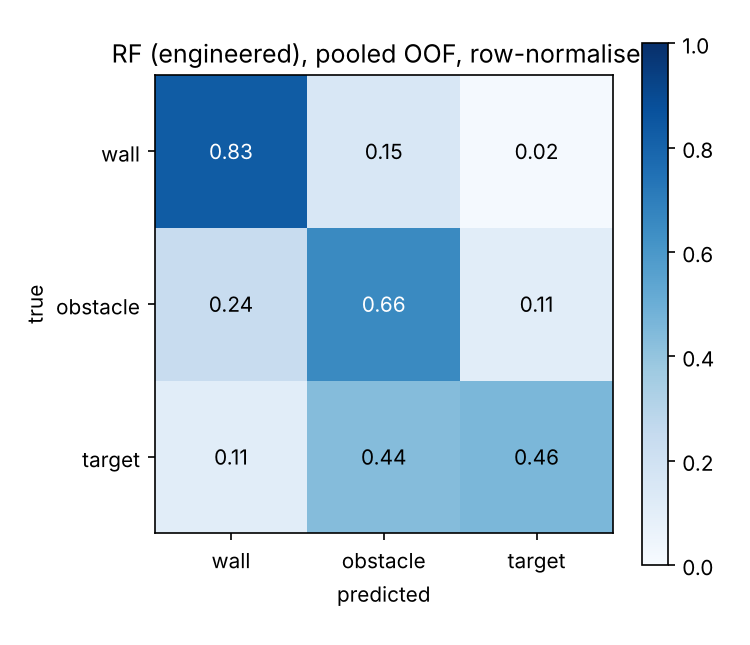 RF (engineered), pooled OOF, row-normalise
1.0
wall 0.83 0.15 0.02
0.8
0.6
true obstacle 0.24 0.66 0.11
0.4
target 0.11 0.44 0.46
0.2
0.0
wall obstacle target
predicted